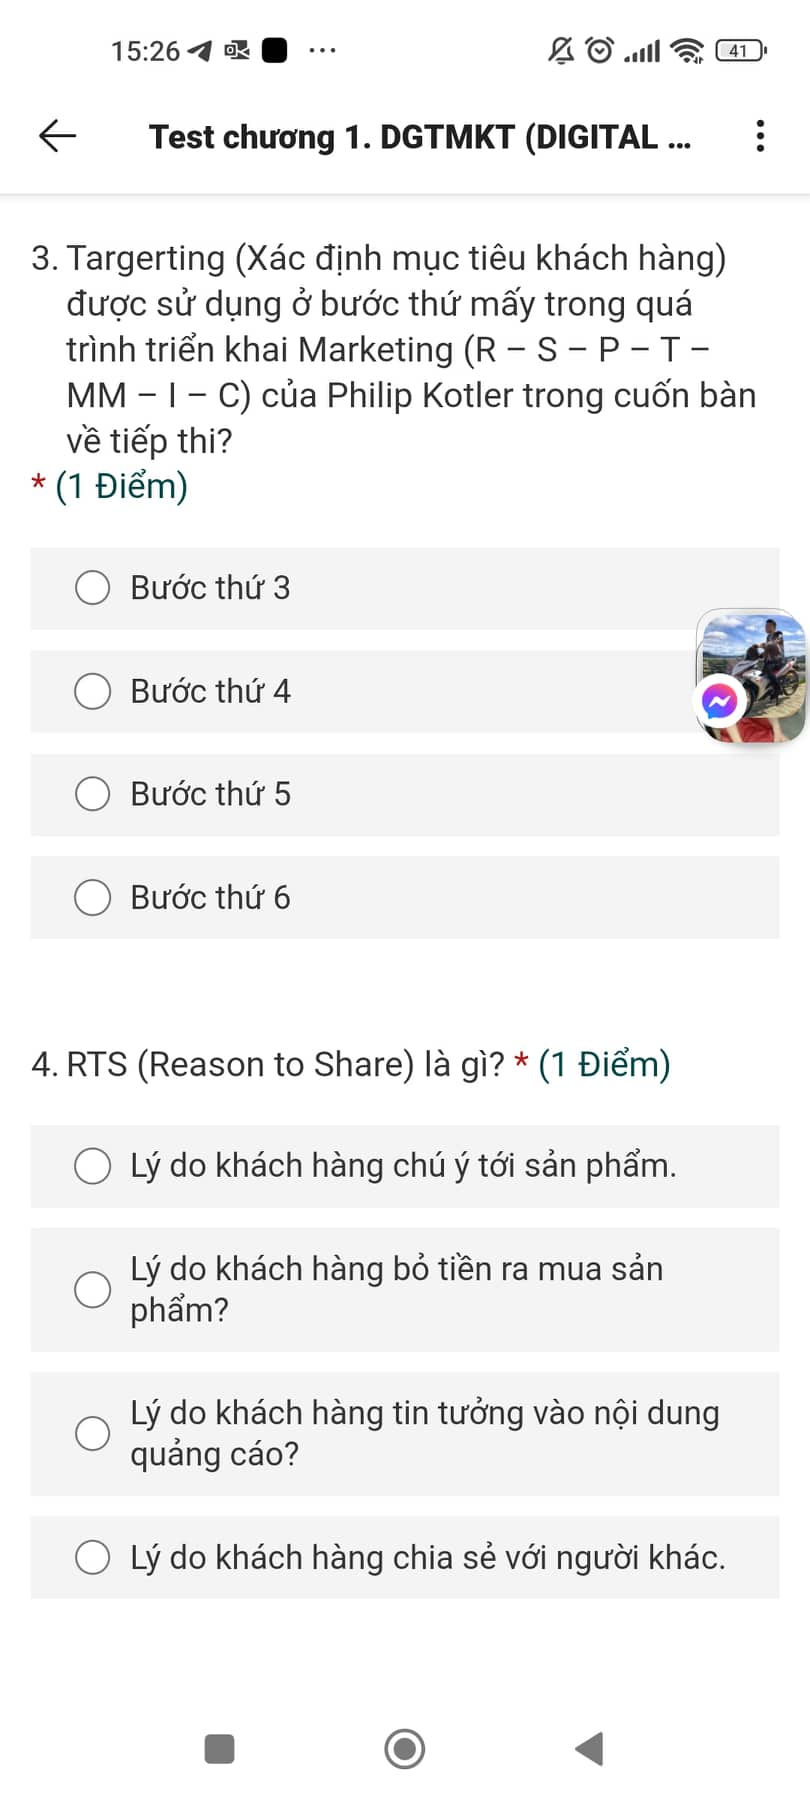 15:26
41
Test chương 1. DGTMKT (DIGITAL ...
3. Targerting (Xác định mục tiêu khách hàng)
được sử dụng ở bước thứ mấy trong quá
trình triển khai Marketing (R – S – P – T –
MM – I – C) của Philip Kotler trong cuốn bàn
về tiếp thi?
* (1 Điểm)
Bước thứ 3
Bước thứ 4
Bước thứ 5
Bước thứ 6
4. RTS (Reason to Share) là gì? * (1 Điểm)
Lý do khách hàng chú ý tới sản phẩm.
Lý do khách hàng bỏ tiền ra mua sản
phẩm?
Lý do khách hàng tin tưởng vào nội dung
quảng cáo?
Lý do khách hàng chia sẻ với người khác.